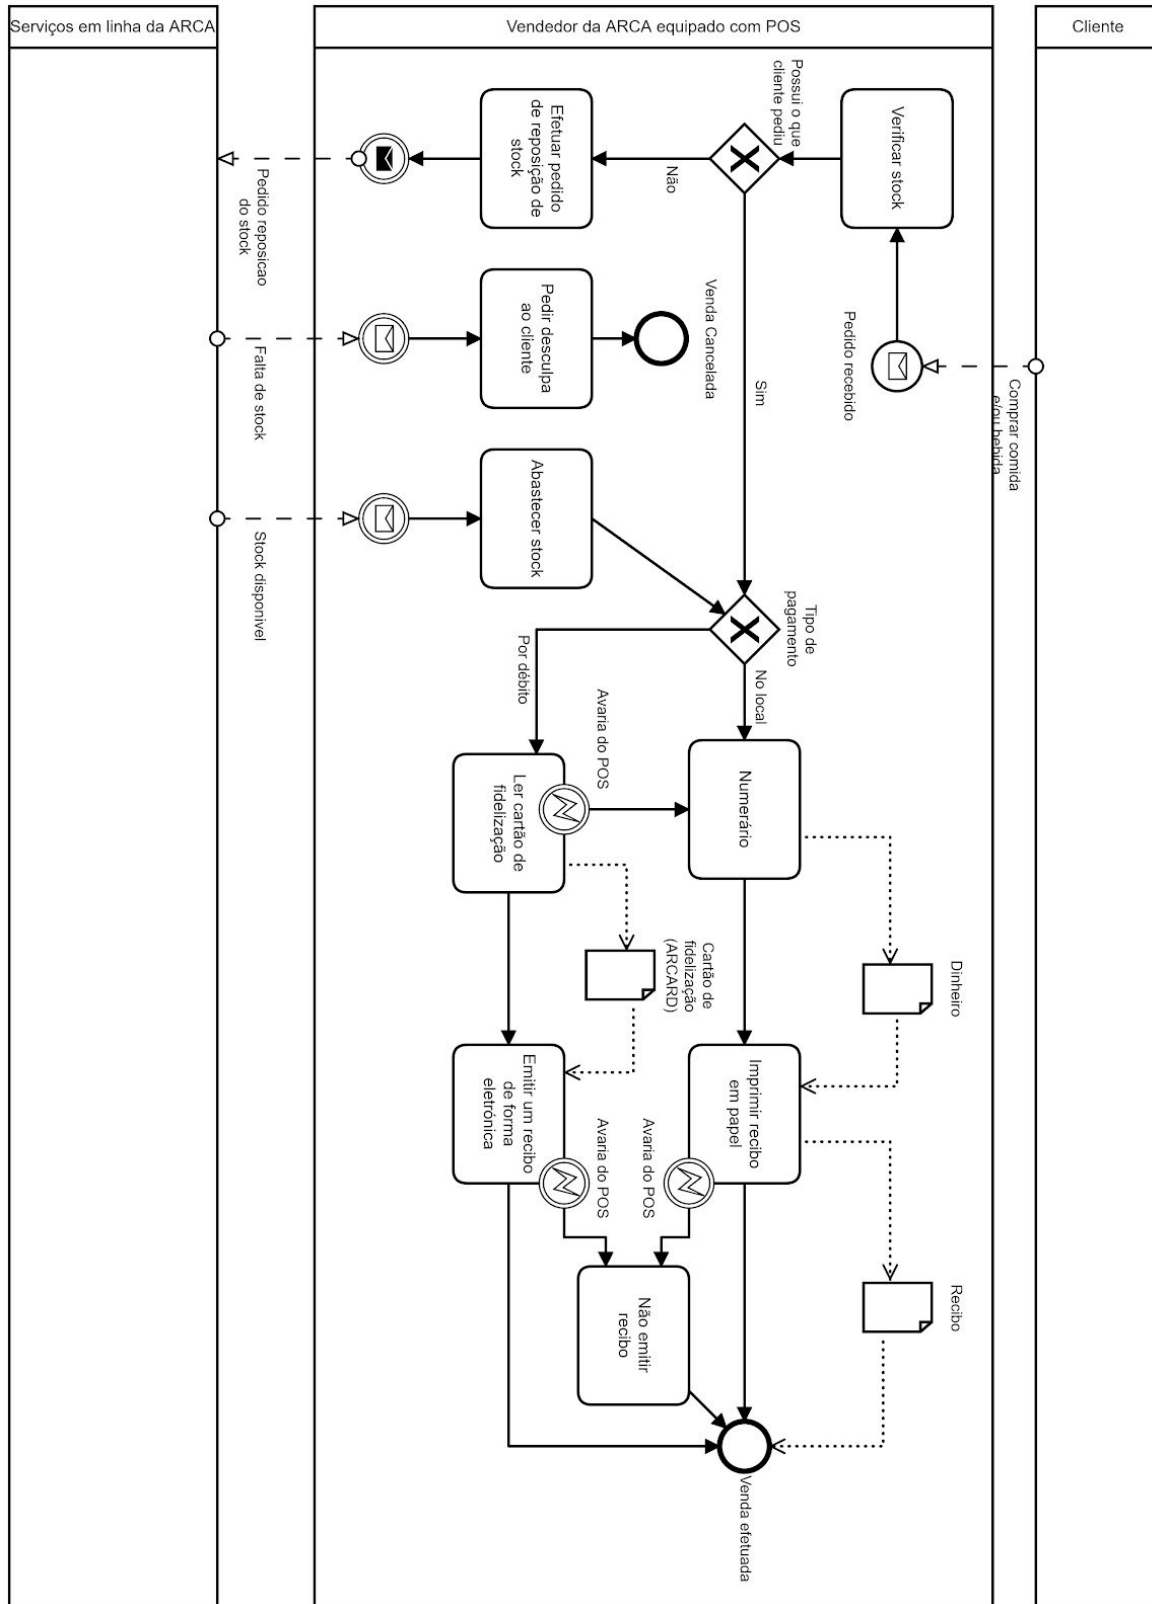 Serviços em linha da ARCA
Vendedor da ARCA equipado com POS
Cliente
Comprar comida
e/ou bebida
Pedido recebido
Verificar stock
Possui o que
cliente pediu
Não
Sim
Efetuar pedido
de reposição de
stock
Pedido reposicao
do stock
Falta de stock
Pedir desculpa
ao cliente
Venda Cancelada
Stock disponivel
Abastecer stock
Tipo de
pagamento
No local
Por débito
Numerário
Avaria do POS
Ler cartão de
fidelização
Dinheiro
Cartão de
fidelização
(ARCARD)
Imprimir recibo
em papel
Emitir um recibo
de forma
eletrónica
Avaria do POS
Avaria do POS
Não emitir
recibo
Recibo
Venda efetuada